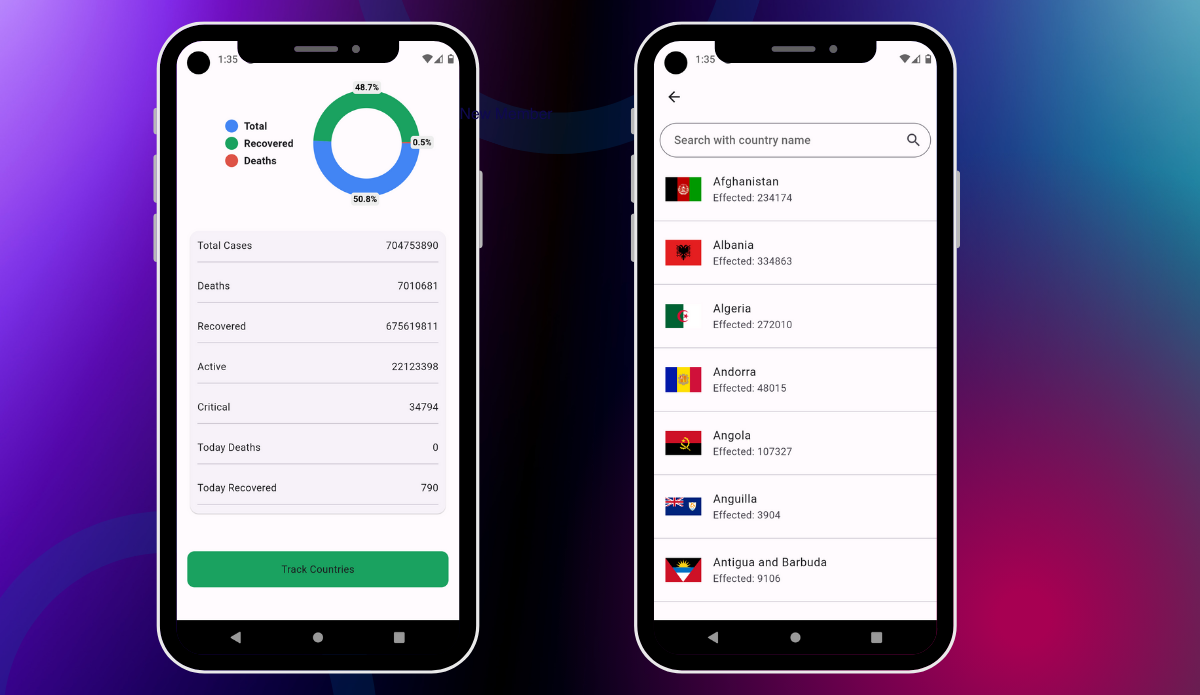 1:35
48.7%
Total
Recovered
Deaths
0.5%
50.8%
Total Cases 704753890
Deaths 7010681
Recovered 675619811
Active 22123398
Critical 34794
Today Deaths 0
Today Recovered 790
Track Countries
1:35
Search with country name
Afghanistan
Effected: 234174
Albania
Effected: 334863
Algeria
Effected: 272010
Andorra
Effected: 48015
Angola
Effected: 107327
Anguilla
Effected: 3904
Antigua and Barbuda
Effected: 9106